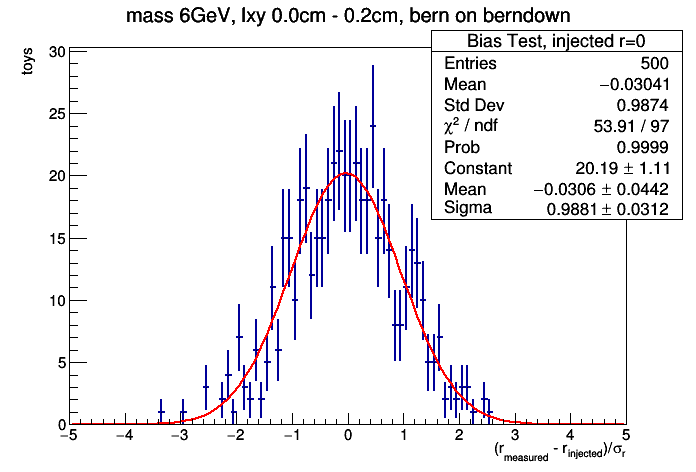 mass 6GeV, lxy 0.0cm - 0.2cm, bern on berndown
Bias Test, injected r=0
Entries 500
Mean −0.03041
Std Dev 0.9874
χ² / ndf 53.91 / 97
Prob 0.9999
Constant 20.19 ± 1.11
Mean −0.0306 ± 0.0442
Sigma 0.9881 ± 0.0312
toys
30
25
20
15
10
5
0
−5 −4 −3 −2 −1 0 1 2 3 4 5
(r_measured - r_injected)/σ_r